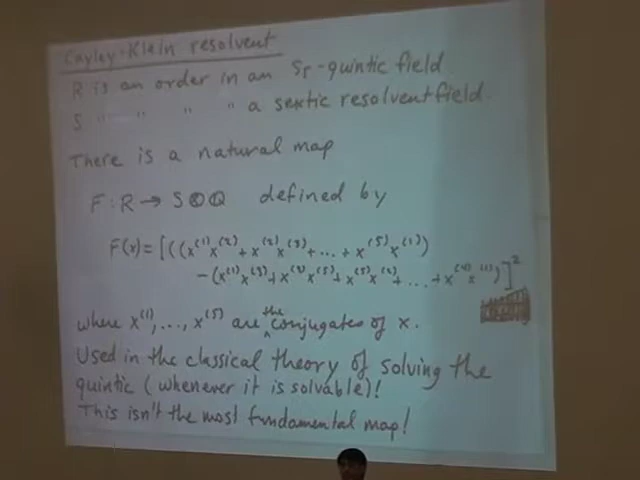 Cayley-Klein resolvent
R is an order in an S5-quintic field
S " " " " a sextic resolvent field.
There is a natural map
F: R → S⊗Q defined by
F(x)=[((x^(1)x^(2) + x^(2)x^(3) + ... + x^(5)x^(1))
-(x^(1)x^(3) + x^(3)x^(5) + x^(5)x^(2) + ... + x^(4)x^(1))]^2
where x^(1), ..., x^(5) are the conjugates of x.
Used in the classical theory of solving the
quintic (whenever it is solvable)!
This isn't the most fundamental map!